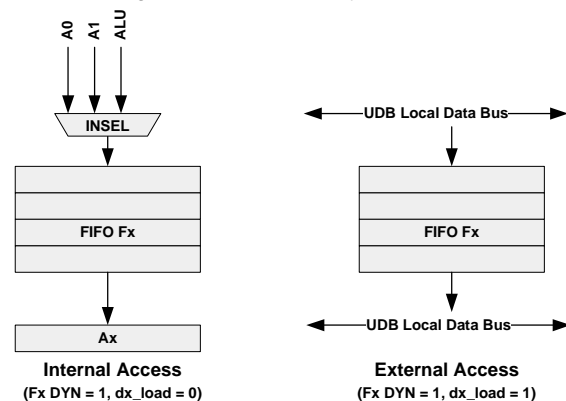 A0
A1
ALU
INSEL
FIFO Fx
Ax
Internal Access
(Fx DYN = 1, dx_load = 0)
UDB Local Data Bus
FIFO Fx
UDB Local Data Bus
External Access
(Fx DYN = 1, dx_load = 1)